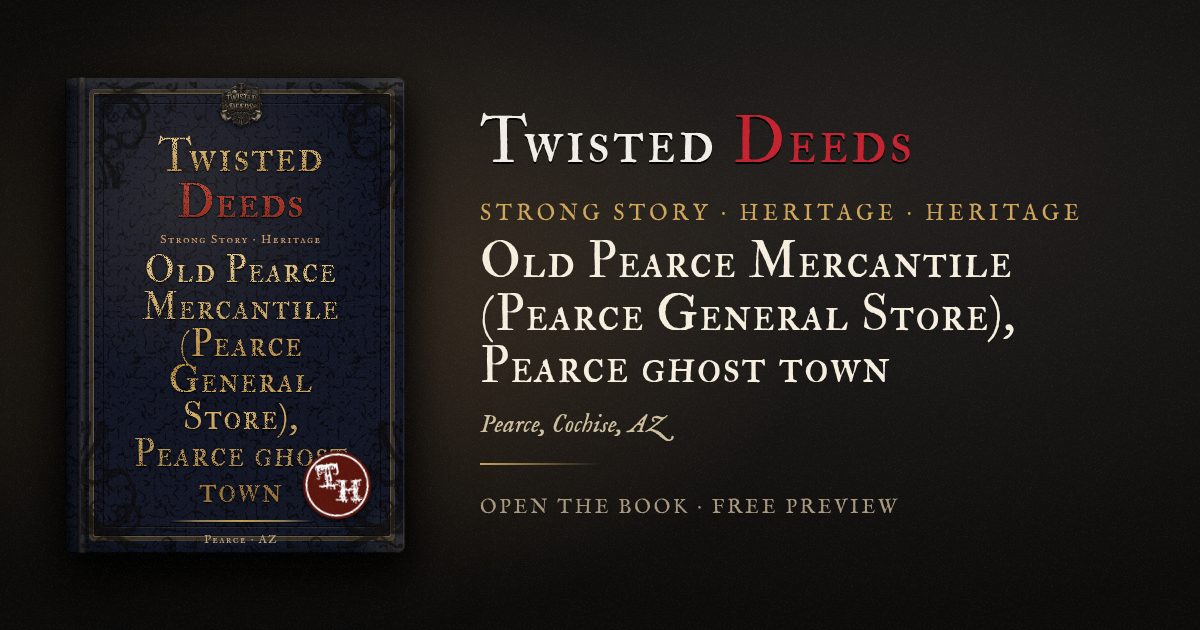 Twisted Deeds
Twisted
Deeds
Strong Story · Heritage
Old Pearce
Mercantile
(Pearce
General
Store),
Pearce ghost
town
TH
Pearce · AZ
Twisted Deeds
STRONG STORY · HERITAGE · HERITAGE
Old Pearce Mercantile
(Pearce General Store),
Pearce ghost town
Pearce, Cochise, AZ
OPEN THE BOOK · FREE PREVIEW